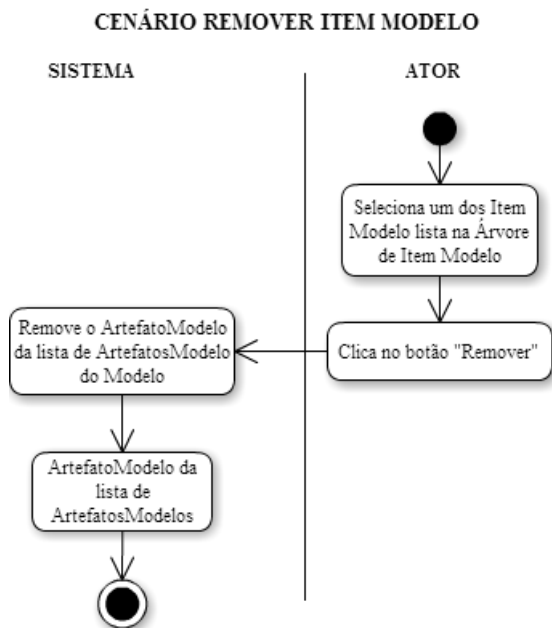 CENÁRIO REMOVER ITEM MODELO
SISTEMA
ATOR
Seleciona um dos Item
Modelo lista na Árvore
de Item Modelo
Clica no botão "Remover"
Remove o ArtefatoModelo
da lista de ArtefatosModelo
do Modelo
ArtefatoModelo da
lista de
ArtefatosModelos